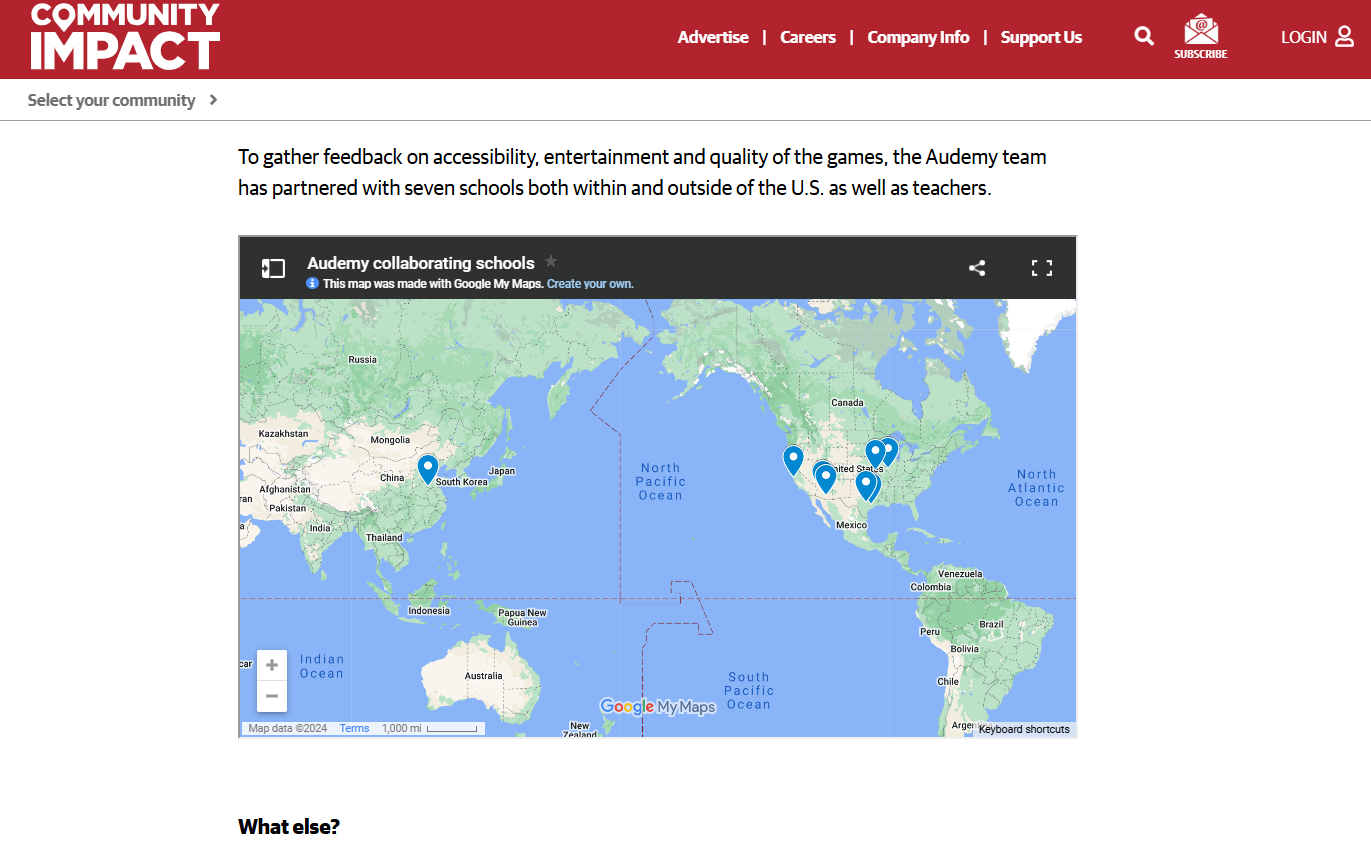 COMMUNITY
IMPACT
Advertise | Careers | Company Info | Support Us
SUBSCRIBE
LOGIN
Select your community
To gather feedback on accessibility, entertainment and quality of the games, the Audemy team
has partnered with seven schools both within and outside of the U.S. as well as teachers.
Audemy collaborating schools
This map was made with Google My Maps. Create your own.
Russia
Canada
Kazakhstan
Mongolia
North
Pacific
Ocean
United States
North
Atlantic
Ocean
China
Japan
South Korea
Afghanistan
Pakistan
India
Thailand
Mexico
Venezuela
Colombia
Indonesia
Papua New
Guinea
Brazil
Peru
Bolivia
Indian
Ocean
Australia
South
Pacific
Ocean
Chile
Google My Maps
New
Zealand
Map data ©2024 Terms 1,000 mi
Keyboard shortcuts
What else?